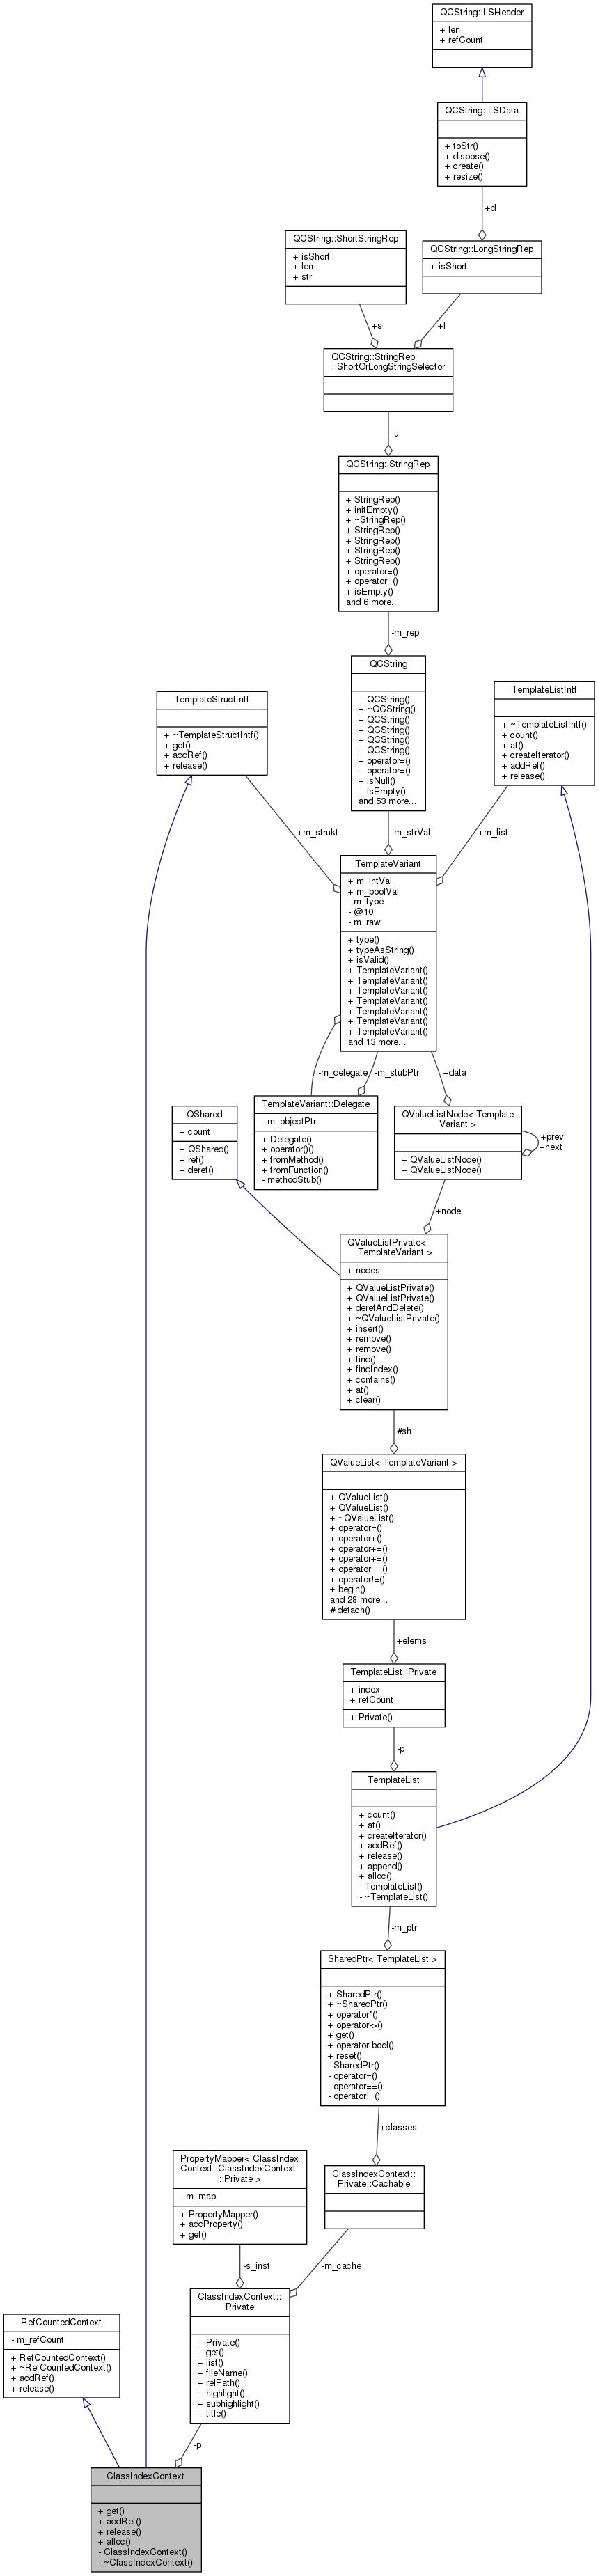 QCString::LSHeader
+ len
+ refCount
QCString::LSData
+ toStr()
+ dispose()
+ create()
+ resize()
+d
QCString::ShortStringRep
+ isShort
+ len
+ str
QCString::LongStringRep
+ isShort
+s
+l
QCString::StringRep
::ShortOrLongStringSelector
-u
QCString::StringRep
+ StringRep()
+ initEmpty()
+ ~StringRep()
+ StringRep()
+ StringRep()
+ StringRep()
+ StringRep()
+ operator=()
+ operator=()
+ isEmpty()
and 6 more...
-m_rep
QCString
+ QCString()
+ ~QCString()
+ QCString()
+ QCString()
+ QCString()
+ QCString()
+ operator=()
+ operator=()
+ isNull()
+ isEmpty()
and 53 more...
TemplateStructIntf
+ ~TemplateStructIntf()
+ get()
+ addRef()
+ release()
TemplateListIntf
+ ~TemplateListIntf()
+ count()
+ at()
+ createIterator()
+ addRef()
+ release()
+m_strukt
-m_strVal
+m_list
TemplateVariant
+ m_intVal
+ m_boolVal
- m_type
- @10
- m_raw
+ type()
+ typeAsString()
+ isValid()
+ TemplateVariant()
+ TemplateVariant()
+ TemplateVariant()
+ TemplateVariant()
+ TemplateVariant()
+ TemplateVariant()
+ TemplateVariant()
and 13 more...
-m_delegate
-m_stubPtr
+data
QShared
+ count
+ QShared()
+ ref()
+ deref()
TemplateVariant::Delegate
- m_objectPtr
+ Delegate()
+ operator()()
+ fromMethod()
+ fromFunction()
- methodStub()
QValueListNode< Template
Variant >
+ QValueListNode()
+ QValueListNode()
+prev
+next
+node
QValueListPrivate<
TemplateVariant >
+ nodes
+ QValueListPrivate()
+ QValueListPrivate()
+ derefAndDelete()
+ ~QValueListPrivate()
+ insert()
+ remove()
+ remove()
+ find()
+ findIndex()
+ contains()
+ at()
+ clear()
#sh
QValueList< TemplateVariant >
+ QValueList()
+ QValueList()
+ ~QValueList()
+ operator=()
+ operator+()
+ operator+=()
+ operator+=()
+ operator==()
+ operator!=()
+ begin()
and 28 more...
# detach()
+elems
TemplateList::Private
+ index
+ refCount
+ Private()
-p
TemplateList
+ count()
+ at()
+ createIterator()
+ addRef()
+ release()
+ append()
+ alloc()
- TemplateList()
- ~TemplateList()
-m_ptr
SharedPtr< TemplateList >
+ SharedPtr()
+ ~SharedPtr()
+ operator*()
+ operator->()
+ get()
+ operator bool()
+ reset()
- SharedPtr()
- operator=()
- operator==()
- operator!=()
+classes
PropertyMapper< ClassIndex
Context::ClassIndexContext
::Private >
- m_map
+ PropertyMapper()
+ addProperty()
+ get()
ClassIndexContext::
Private::Cachable
-s_inst
-m_cache
ClassIndexContext::
Private
+ Private()
+ get()
+ list()
+ fileName()
+ relPath()
+ highlight()
+ subhighlight()
+ title()
RefCountedContext
- m_refCount
+ RefCountedContext()
+ ~RefCountedContext()
+ addRef()
+ release()
-p
ClassIndexContext
+ get()
+ addRef()
+ release()
+ alloc()
- ClassIndexContext()
- ~ClassIndexContext()